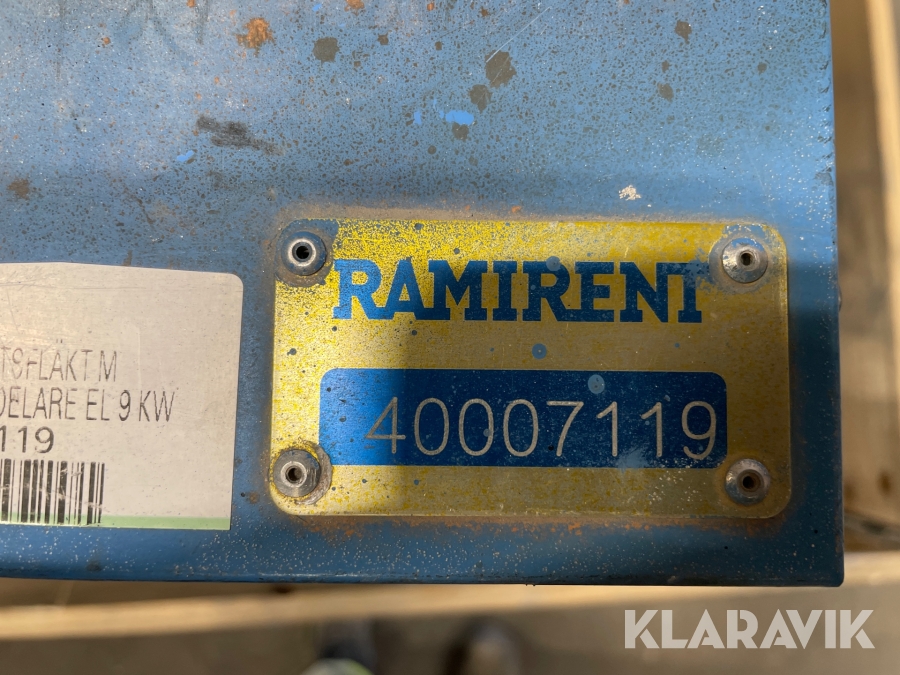 RAMIRENT
40007119
TSFLÄKT M
DELARE EL 9 KW
119
KLARAVIK